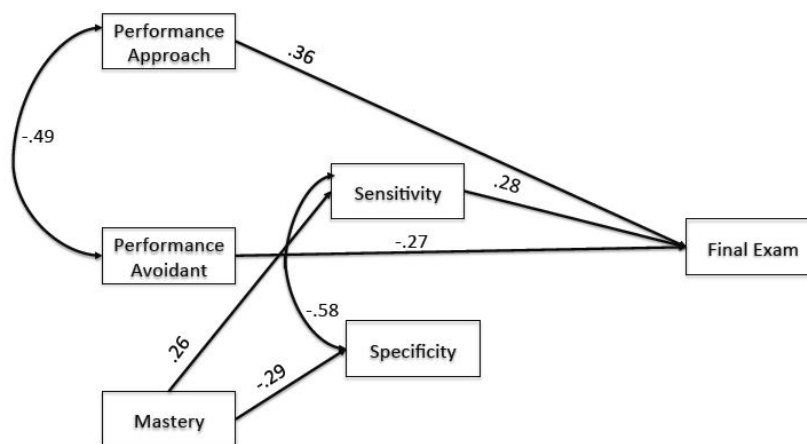 Performance
Approach
.36
-.49
Sensitivity
.28
Performance
Avoidant
-.27
Final Exam
-.58
Specificity
.26
-.29
Mastery